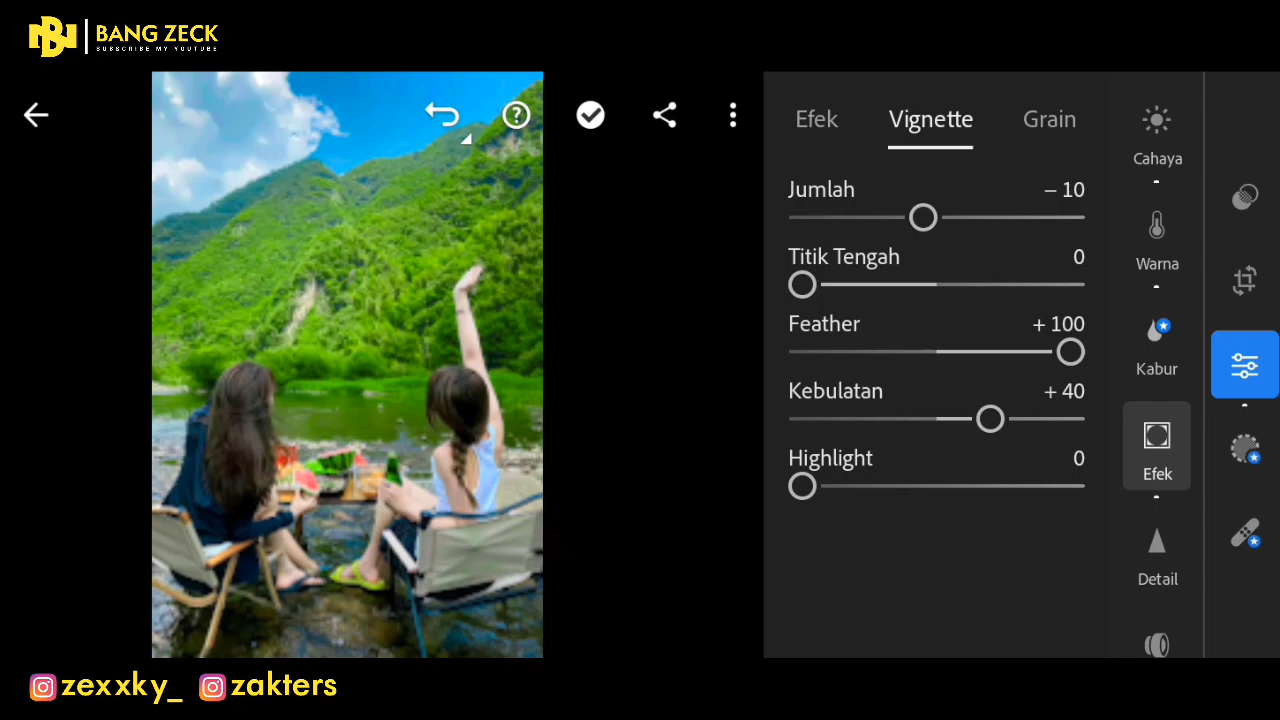 BANG ZECK
SUBSCRIBE MY YOUTUBE
Efek Vignette Grain
Jumlah − 10
Titik Tengah 0
Feather + 100
Kebulatan + 40
Highlight 0
Cahaya
Warna
Kabur
Efek
Detail
zexxky_ zakters